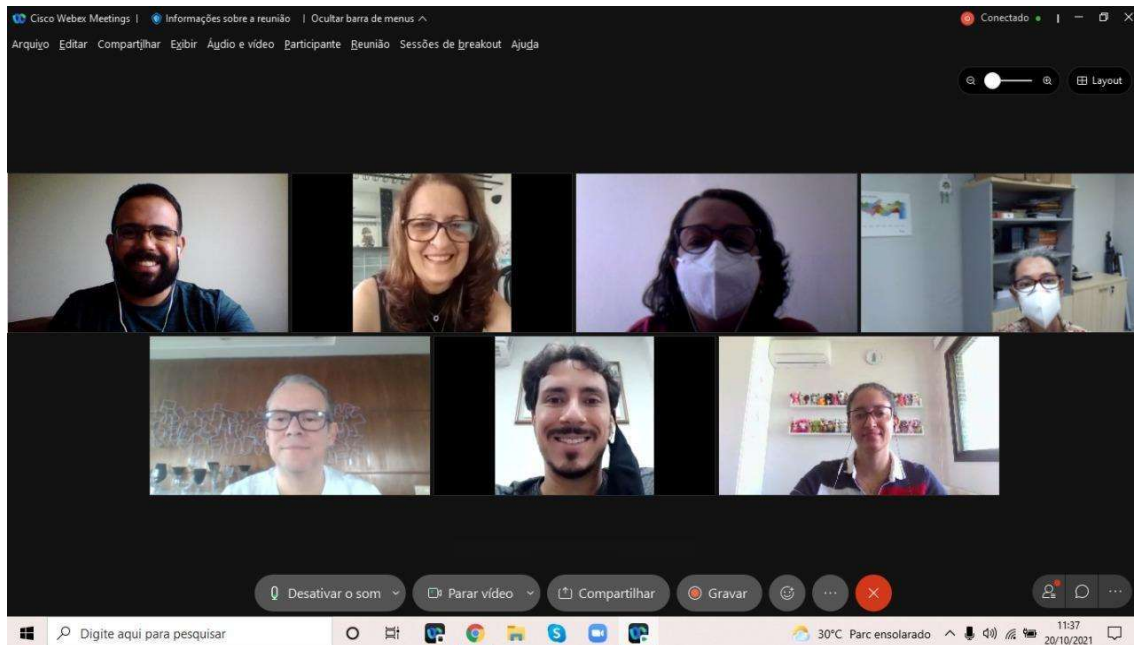 Cisco Webex Meetings | Informações sobre a reunião | Ocultar barra de menus
Conectado
Arquivo Editar Compartilhar Exibir Áudio e vídeo Participante Reunião Sessões de breakout Ajuda
Layout
Desativar o som
Parar vídeo
Compartilhar
Gravar
Digite aqui para pesquisar
30°C Parc ensolarado
11:37
20/10/2021